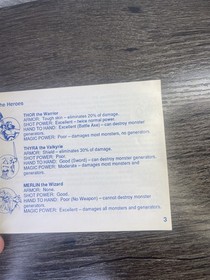 the Heroes
THOR the Warrior
ARMOR: Tough skin – eliminates 20% of damage.
SHOT POWER: Excellent – twice normal power.
HAND TO HAND: Excellent (Battle Axe) – can destroy monster
generators.
MAGIC POWER: Poor – damages most monsters, no generators.
THYRA the Valkyrie
ARMOR: Shield – eliminates 30% of damage.
SHOT POWER: Poor.
HAND TO HAND: Good (Sword) – can destroy monster generators.
MAGIC POWER: Moderate – damages most monsters and
generators.
MERLIN the Wizard
ARMOR: None.
SHOT POWER: Good.
HAND TO HAND: Poor (No Weapon) – cannot destroy monster
generators.
MAGIC POWER: Excellent – damages all monsters and generators.
3